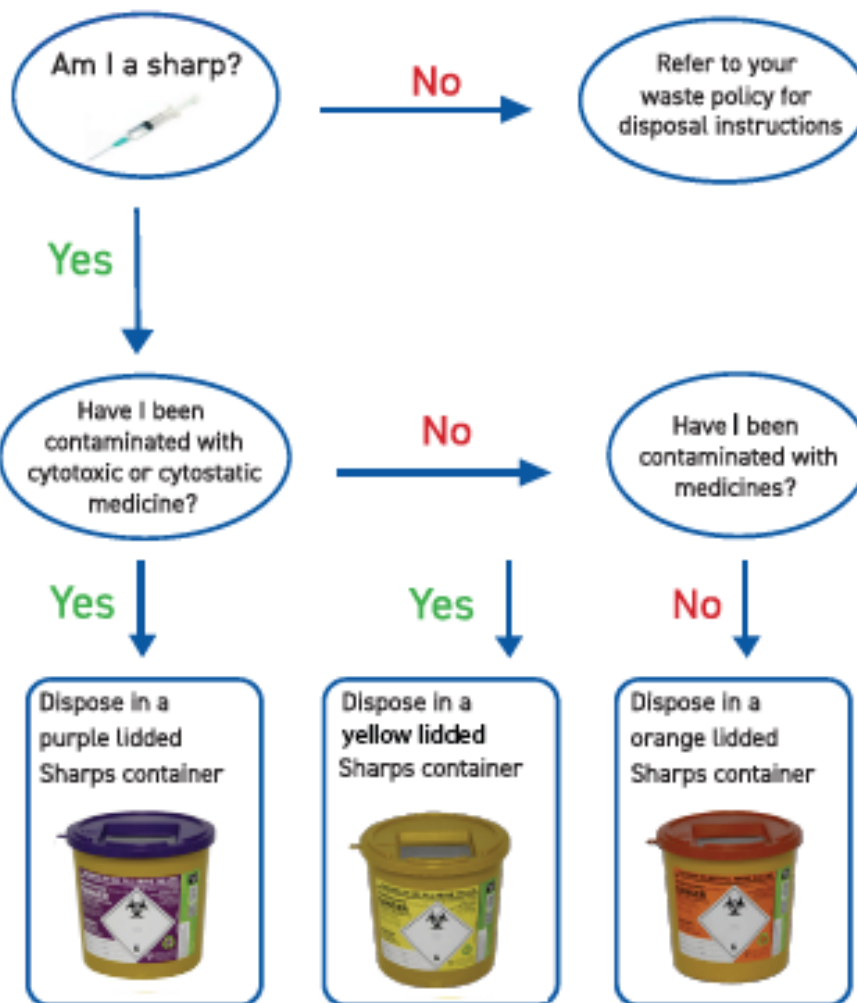 Am I a sharp?
No
Refer to your
waste policy for
disposal instructions
Yes
Have I been
contaminated with
cytotoxic or cytostatic
medicine?
No
Have I been
contaminated with
medicines?
Yes
Yes
No
Dispose in a
purple lidded
Sharps container
Dispose in a
yellow lidded
Sharps container
Dispose in a
orange lidded
Sharps container